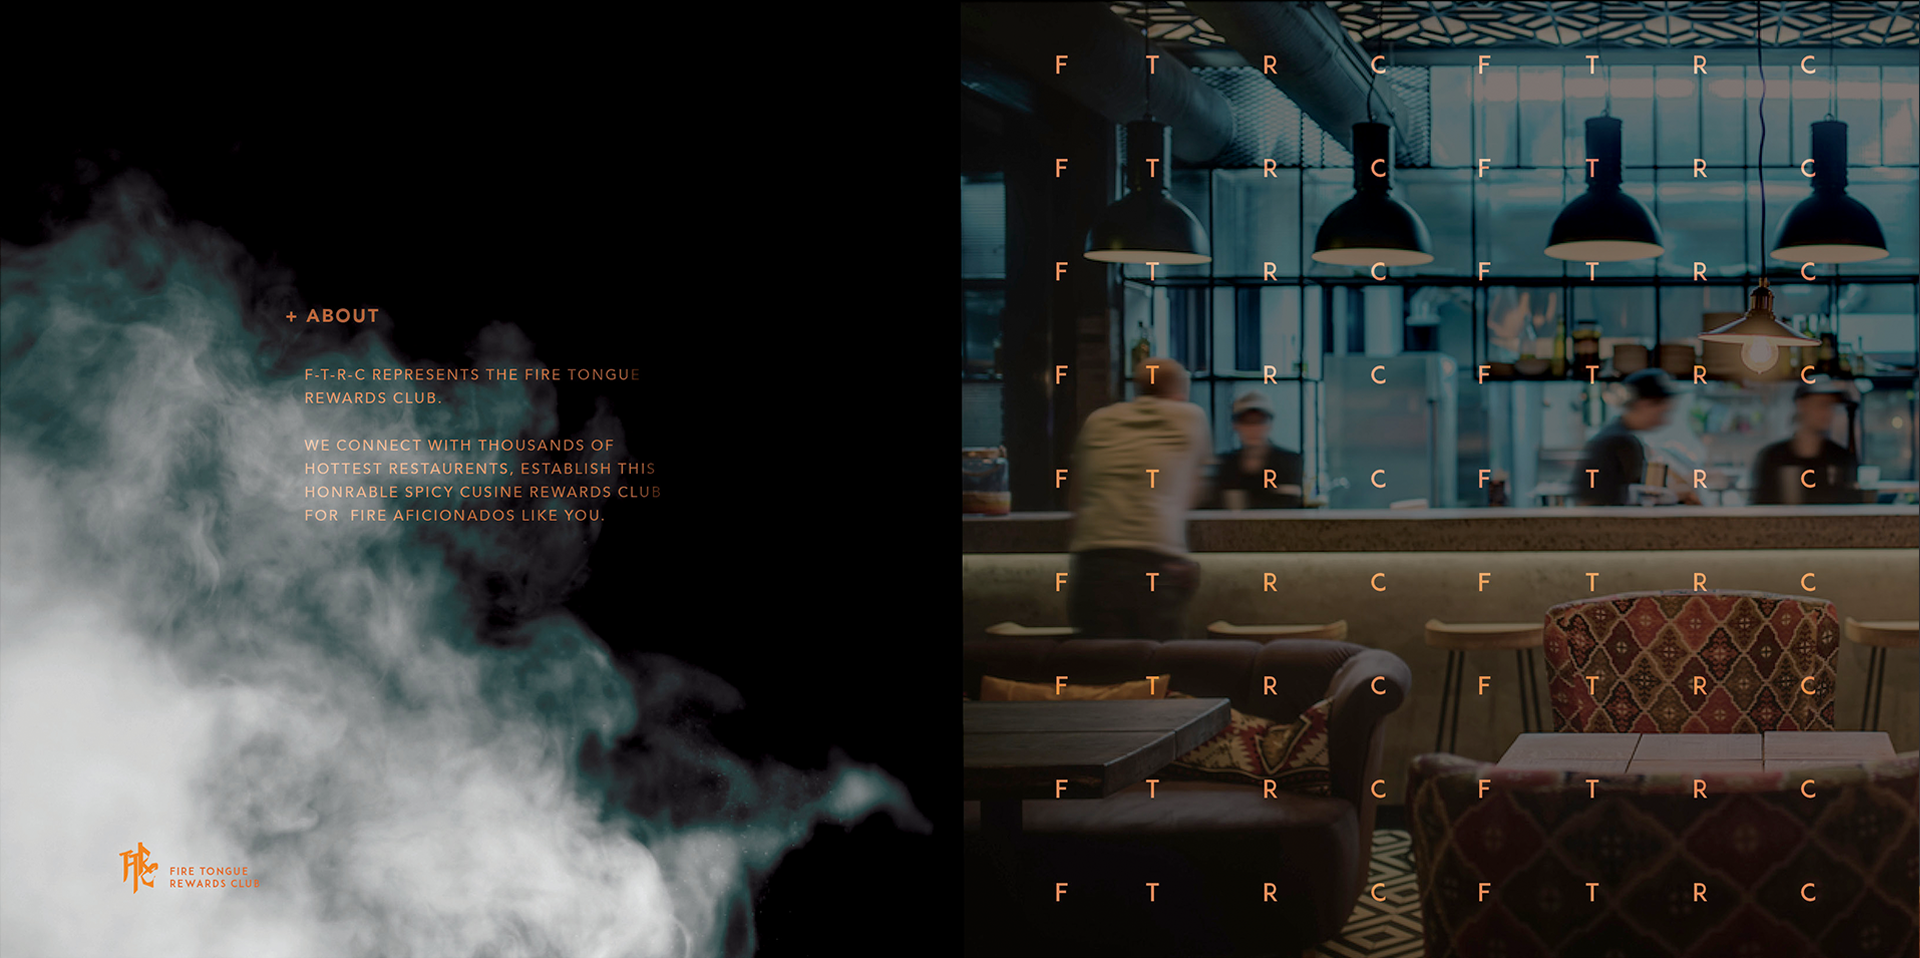 + ABOUT
F-T-R-C REPRESENTS THE FIRE TONGUE
REWARDS CLUB.
WE CONNECT WITH THOUSANDS OF
HOTTEST RESTAURENTS, ESTABLISH THIS
HONRABLE SPICY CUSINE REWARDS CLUB
FOR  FIRE AFICIONADOS LIKE YOU.
FTRC
FIRE TONGUE
REWARDS CLUB
F T R C F T R C
F T R C F T R C
F T R C F T R C
F T R C F T R C
F T R C F T R C
F T R C F T R C
F T R C F T R C
F T R C F T R C
F T R C F T R C